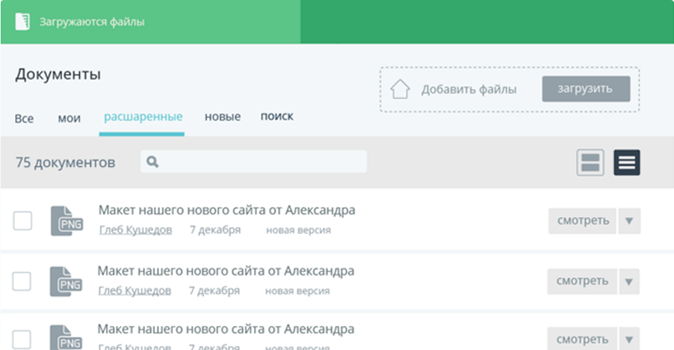 Загружаются файлы
Документы
Добавить файлы загрузить
Все мои расшаренные новые поиск
75 документов
Макет нашего нового сайта от Александра
PNG смотреть
Глеб Кушедов 7 декабря новая версия
Макет нашего нового сайта от Александра
PNG смотреть
Глеб Кушедов 7 декабря новая версия
Макет нашего нового сайта от Александра
PNG смотреть
Глеб Кушедов 7 декабря новая версия